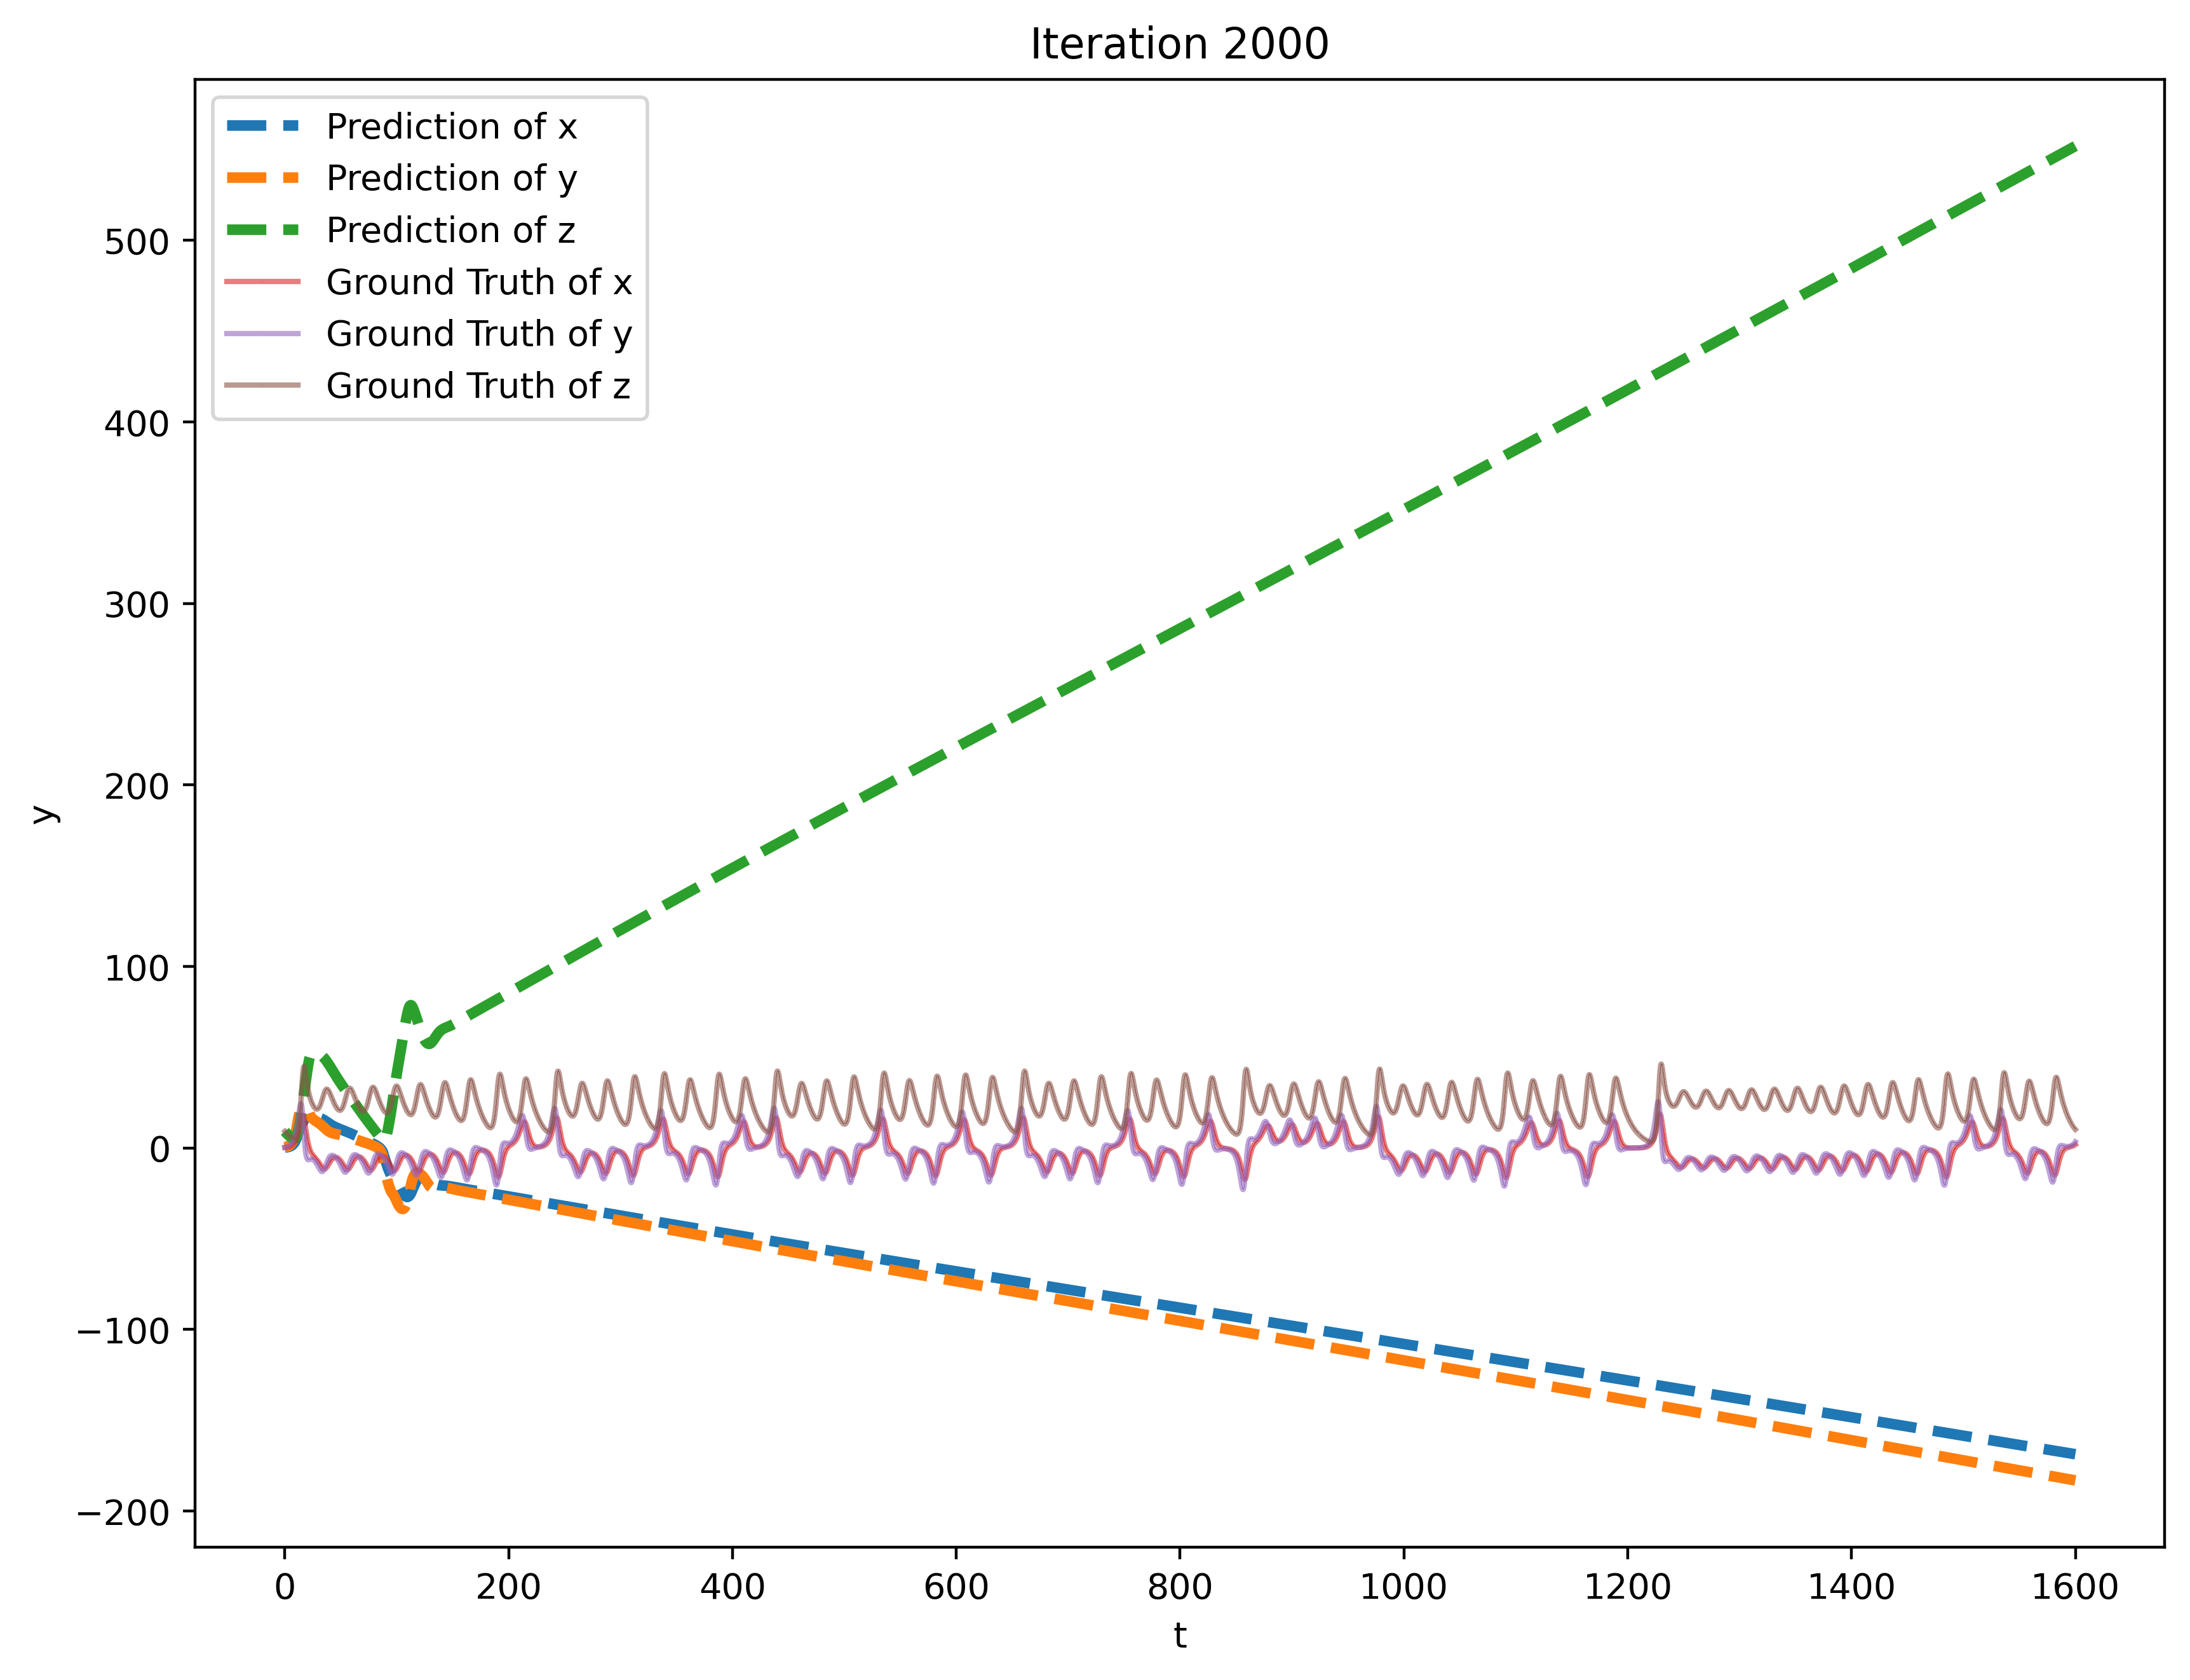 Iteration 2000
Prediction of x
Prediction of y
Prediction of z
Ground Truth of x
Ground Truth of y
Ground Truth of z
500
400
300
200
100
0
−100
−200
y
0 200 400 600 800 1000 1200 1400 1600
t